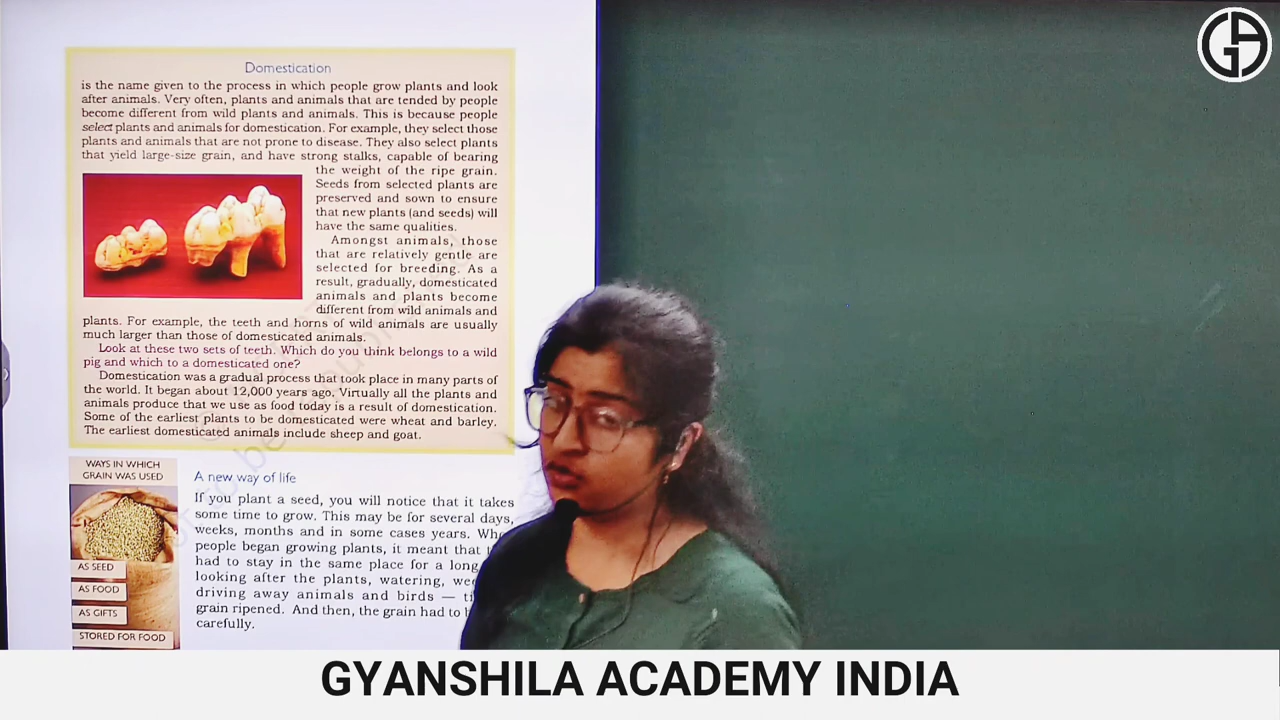 Domestication
is the name given to the process in which people grow plants and look
after animals. Very often, plants and animals that are tended by people
become different from wild plants and animals. This is because people
select plants and animals for domestication. For example, they select those
plants and animals that are not prone to disease. They also select plants
that yield large-size grain, and have strong stalks, capable of bearing
the weight of the ripe grain.
Seeds from selected plants are
preserved and sown to ensure
that new plants (and seeds) will
have the same qualities.
Amongst animals, those
that are relatively gentle are
selected for breeding. As a
result, gradually, domesticated
animals and plants become
different from wild animals and
plants. For example, the teeth and horns of wild animals are usually
much larger than those of domesticated animals.
Look at these two sets of teeth. Which do you think belongs to a wild
pig and which to a domesticated one?
Domestication was a gradual process that took place in many parts of
the world. It began about 12,000 years ago. Virtually all the plants and
animals produce that we use as food today is a result of domestication.
Some of the earliest plants to be domesticated were wheat and barley.
The earliest domesticated animals include sheep and goat.
WAYS IN WHICH
GRAIN WAS USED
AS SEED
AS FOOD
AS GIFTS
STORED FOR FOOD
A new way of life
If you plant a seed, you will notice that it takes
some time to grow. This may be for several days,
weeks, months and in some cases years. Wh
people began growing plants, it meant that
had to stay in the same place for a long
looking after the plants, watering, wee
driving away animals and birds — ti
grain ripened. And then, the grain had to
carefully.
GA
GYANSHILA ACADEMY INDIA